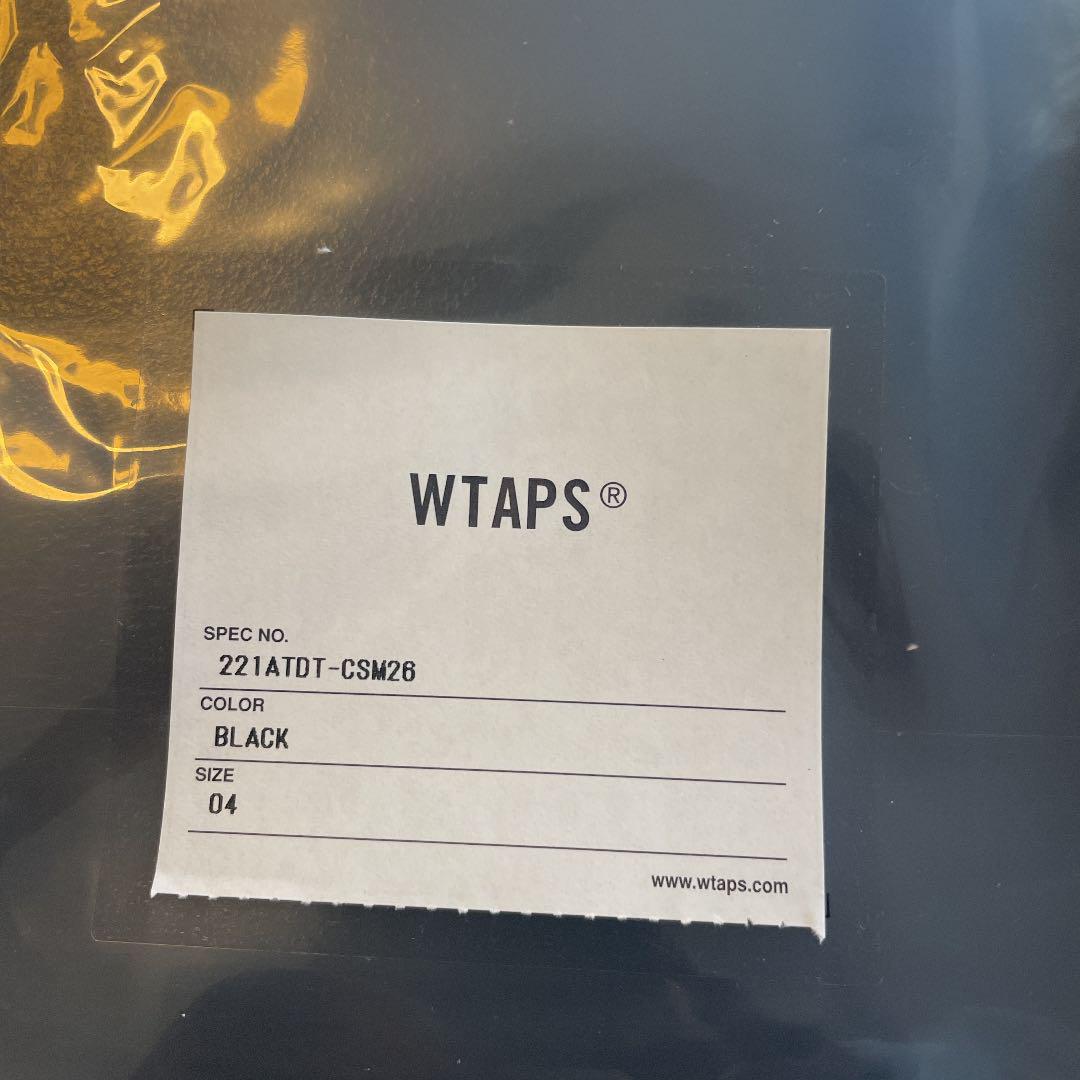 WTAPS®
SPEC NO.
221ATDT-CSM26
COLOR
BLACK
SIZE
04
www.wtaps.com